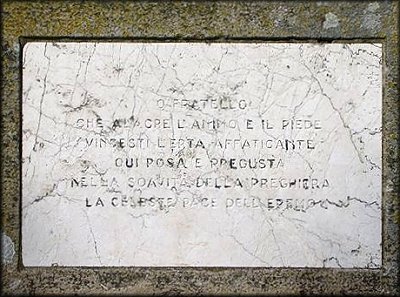 O FRATELLO
CHE ALACRE L'ANIMO E IL PIEDE
VINCESTI L'ERTA AFFATICANTE
QUI POSA E PREGUSTA
NELLA SOAVITÀ DELLA PREGHIERA
LA CELESTE PACE DELL'EREMO